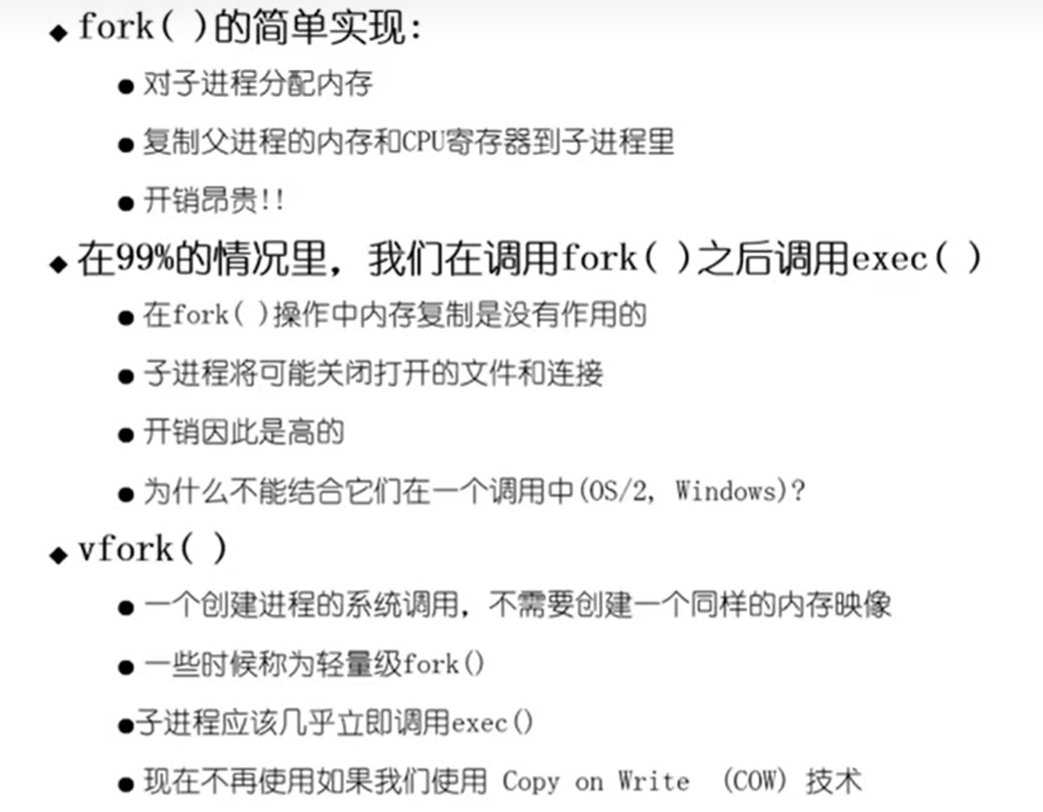 ◆ fork( )的简单实现:
● 对子进程分配内存
● 复制父进程的内存和CPU寄存器到子进程里
● 开销昂贵!!
◆ 在99%的情况里，我们在调用fork( )之后调用exec( )
● 在fork( )操作中内存复制是没有作用的
● 子进程将可能关闭打开的文件和连接
● 开销因此是高的
● 为什么不能结合它们在一个调用中(OS/2, Windows)?
◆ vfork( )
● 一个创建进程的系统调用，不需要创建一个同样的内存映像
● 一些时候称为轻量级fork()
●子进程应该几乎立即调用exec()
● 现在不再使用如果我们使用 Copy on Write （COW）技术